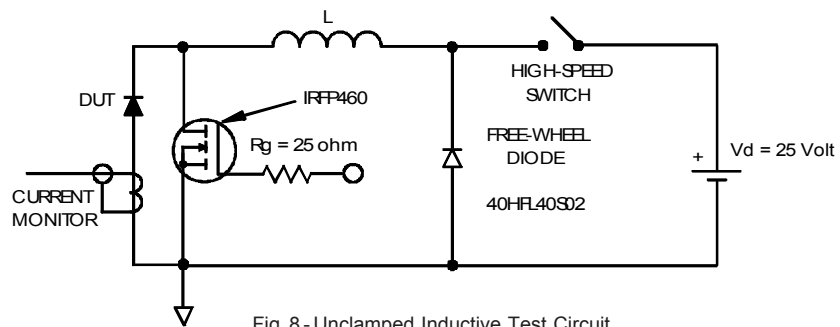 L
HIGH-SPEED
SWITCH
DUT
IRFP460
Rg = 25 ohm
FREE-WHEEL
DIODE
+
Vd = 25 Volt
CURRENT
MONITOR
40HFL40S02
Fig. 8 - Unclamped Inductive Test Circuit